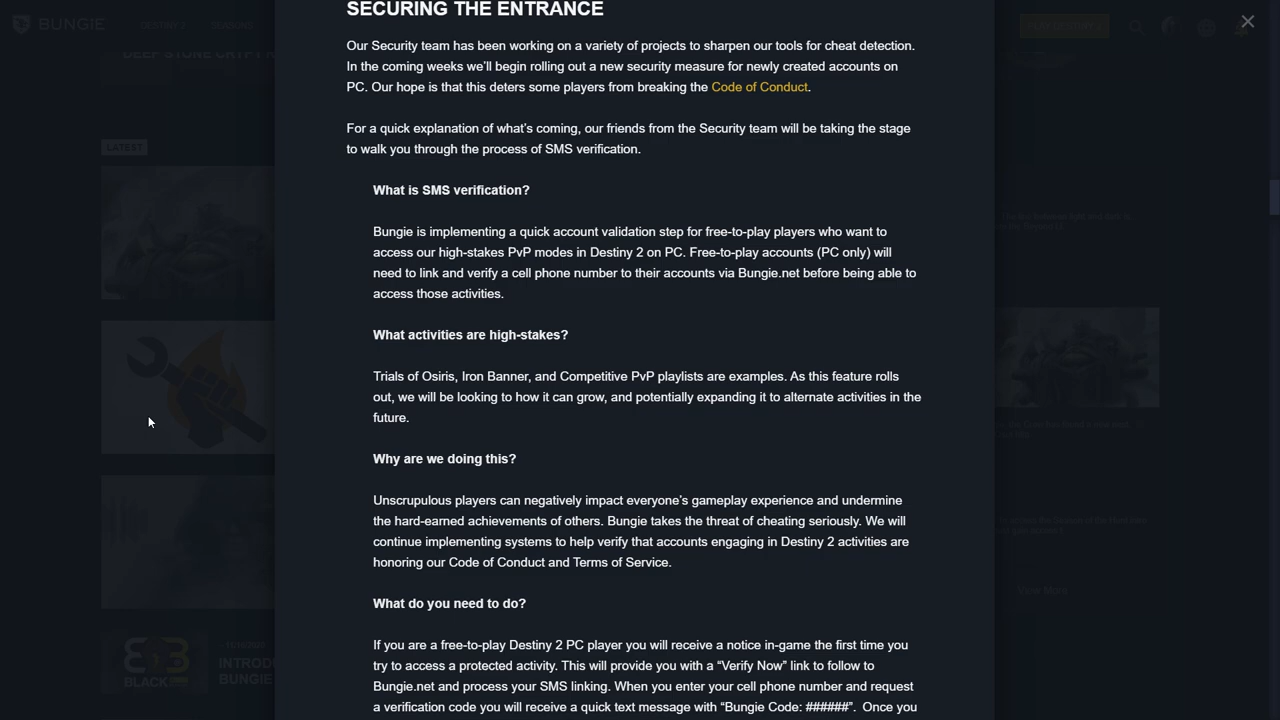 BUNGIE
SECURING THE ENTRANCE
Our Security team has been working on a variety of projects to sharpen our tools for cheat detection.
In the coming weeks we’ll begin rolling out a new security measure for newly created accounts on
PC. Our hope is that this deters some players from breaking the Code of Conduct.
For a quick explanation of what’s coming, our friends from the Security team will be taking the stage
to walk you through the process of SMS verification.
What is SMS verification?
Bungie is implementing a quick account validation step for free-to-play players who want to
access our high-stakes PvP modes in Destiny 2 on PC. Free-to-play accounts (PC only) will
need to link and verify a cell phone number to their accounts via Bungie.net before being able to
access those activities.
What activities are high-stakes?
Trials of Osiris, Iron Banner, and Competitive PvP playlists are examples. As this feature rolls
out, we will be looking to how it can grow, and potentially expanding it to alternate activities in the
future.
Why are we doing this?
Unscrupulous players can negatively impact everyone’s gameplay experience and undermine
the hard-earned achievements of others. Bungie takes the threat of cheating seriously. We will
continue implementing systems to help verify that accounts engaging in Destiny 2 activities are
honoring our Code of Conduct and Terms of Service.
What do you need to do?
If you are a free-to-play Destiny 2 PC player you will receive a notice in-game the first time you
try to access a protected activity. This will provide you with a “Verify Now” link to follow to
Bungie.net and process your SMS linking. When you enter your cell phone number and request
a verification code you will receive a quick text message with “Bungie Code: ######”. Once you
LATEST
BLACK
INTROD
BUNGIE
Show More